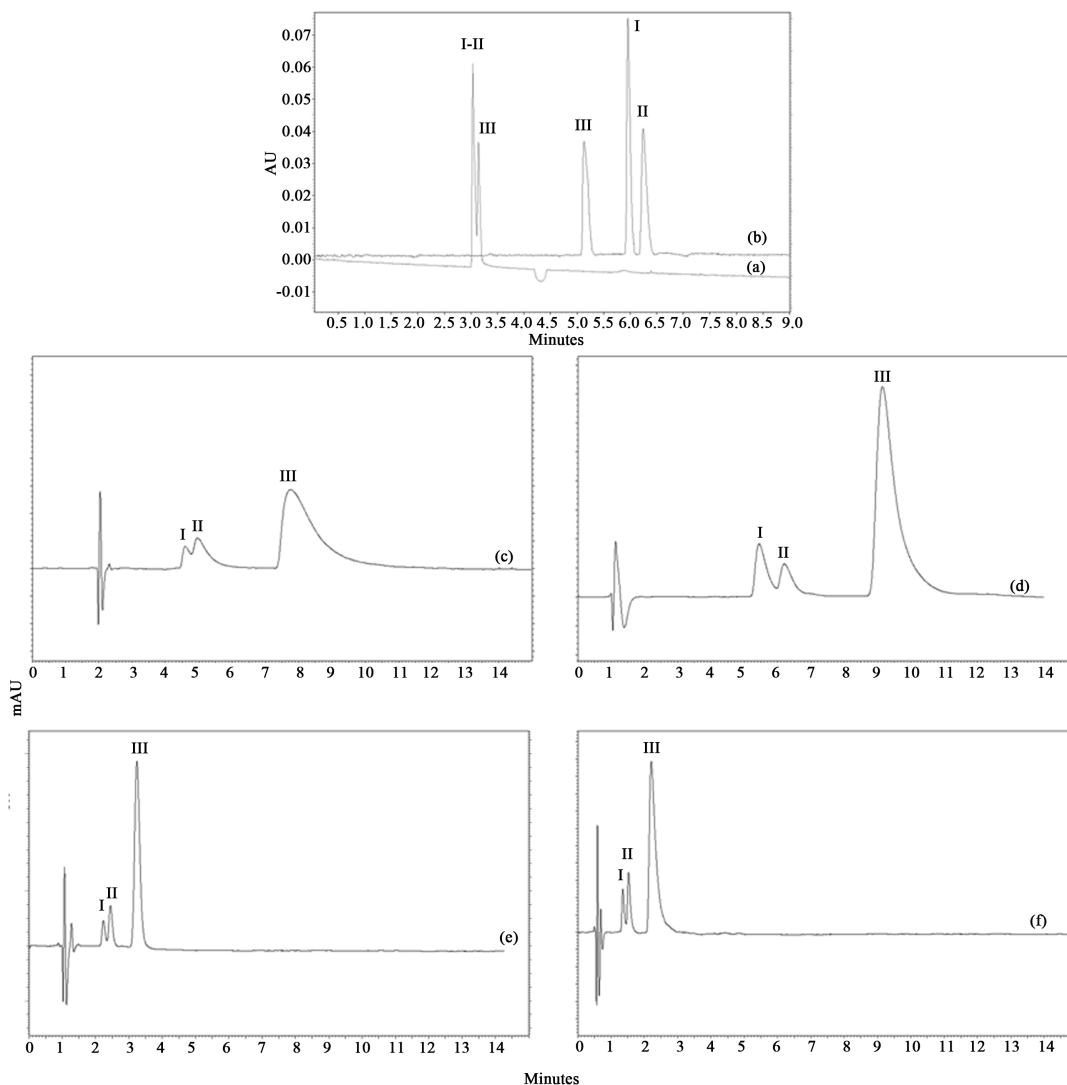 0.07
0.06
0.05
0.04
0.03
0.02
0.01
0.00
-0.01
AU
I-II
III
III
I
II
(b)
(a)
0.5 1.0 1.5 2.0 2.5 3.0 3.5 4.0 4.5 5.0 5.5 6.0 6.5 7.0 7.5 8.0 8.5 9.0
Minutes
I
II
III
(c)
0 1 2 3 4 5 6 7 8 9 10 11 12 13 14
I
II
III
(d)
0 1 2 3 4 5 6 7 8 9 10 11 12 13 14
mAU
I
II
III
(e)
0 1 2 3 4 5 6 7 8 9 10 11 12 13 14
I
II
III
(f)
0 1 2 3 4 5 6 7 8 9 10 11 12 13 14
Minutes